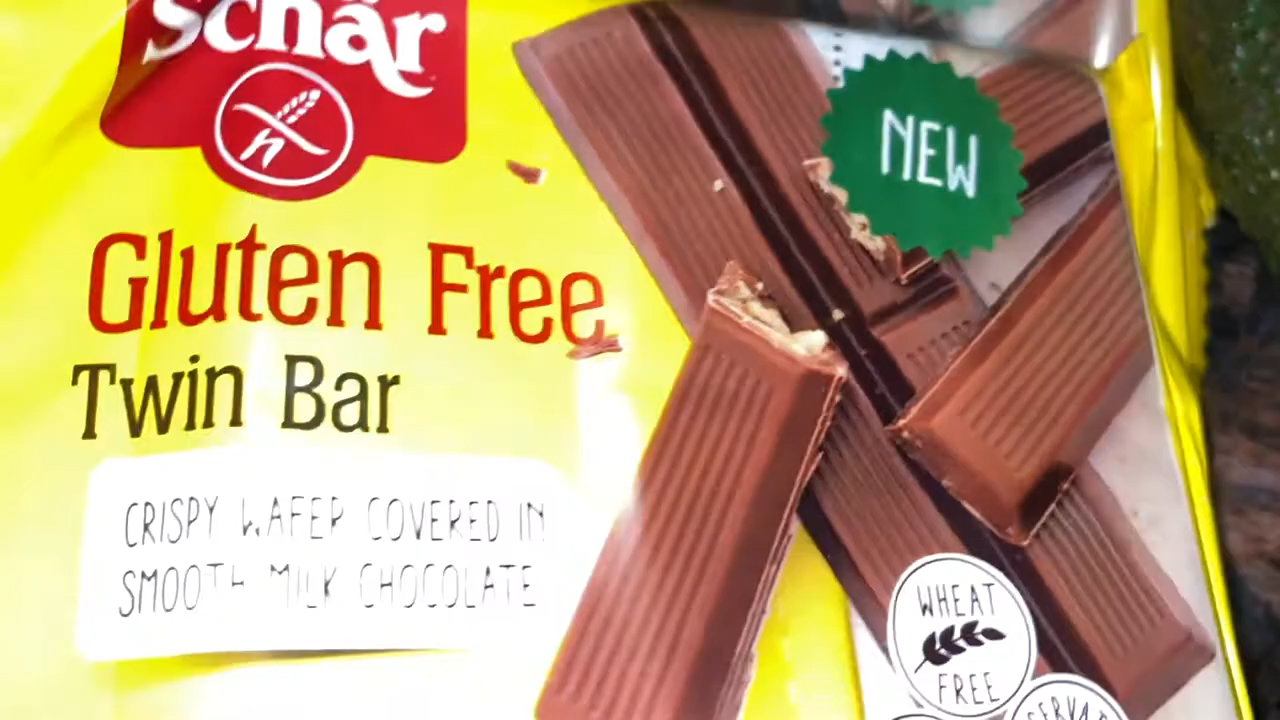 Schär
NEW
Gluten Free
Twin Bar
CRISPY WAFER COVERED IN
SMOOTH MILK CHOCOLATE
WHEAT
FREE